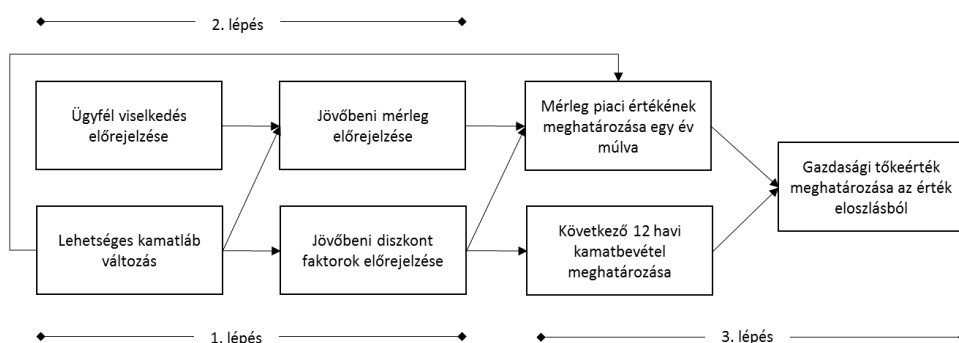 2. lépés
Ügyfél viselkedés
előrejelzése
Jövőbeni mérleg
előrejelzése
Mérleg piaci értékének
meghatározása egy év
múlva
Gazdasági tőkeérték
meghatározása az érték
eloszlásból
Lehetséges kamatláb
változás
Jövőbeni diszkont
faktorok előrejelzése
Következő 12 havi
kamatbevétel
meghatározása
1. lépés
3. lépés